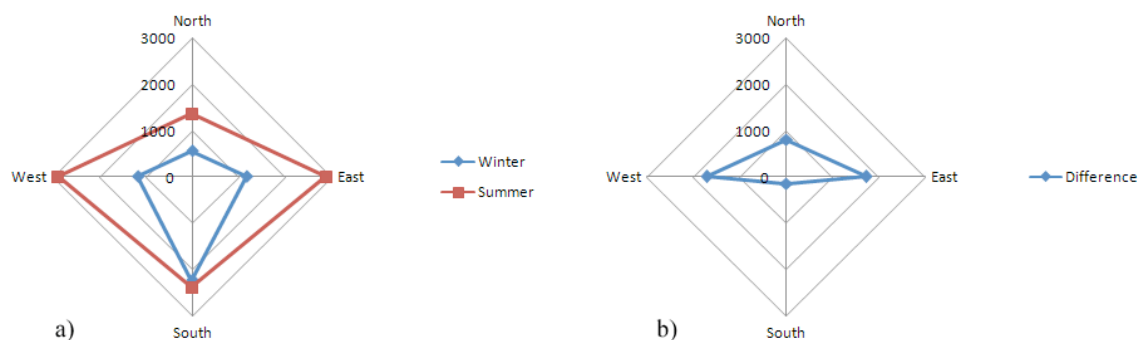 North
3000
2000
1000
0
West
East
South
Winter
Summer
a)
North
3000
2000
1000
0
West
East
South
Difference
b)